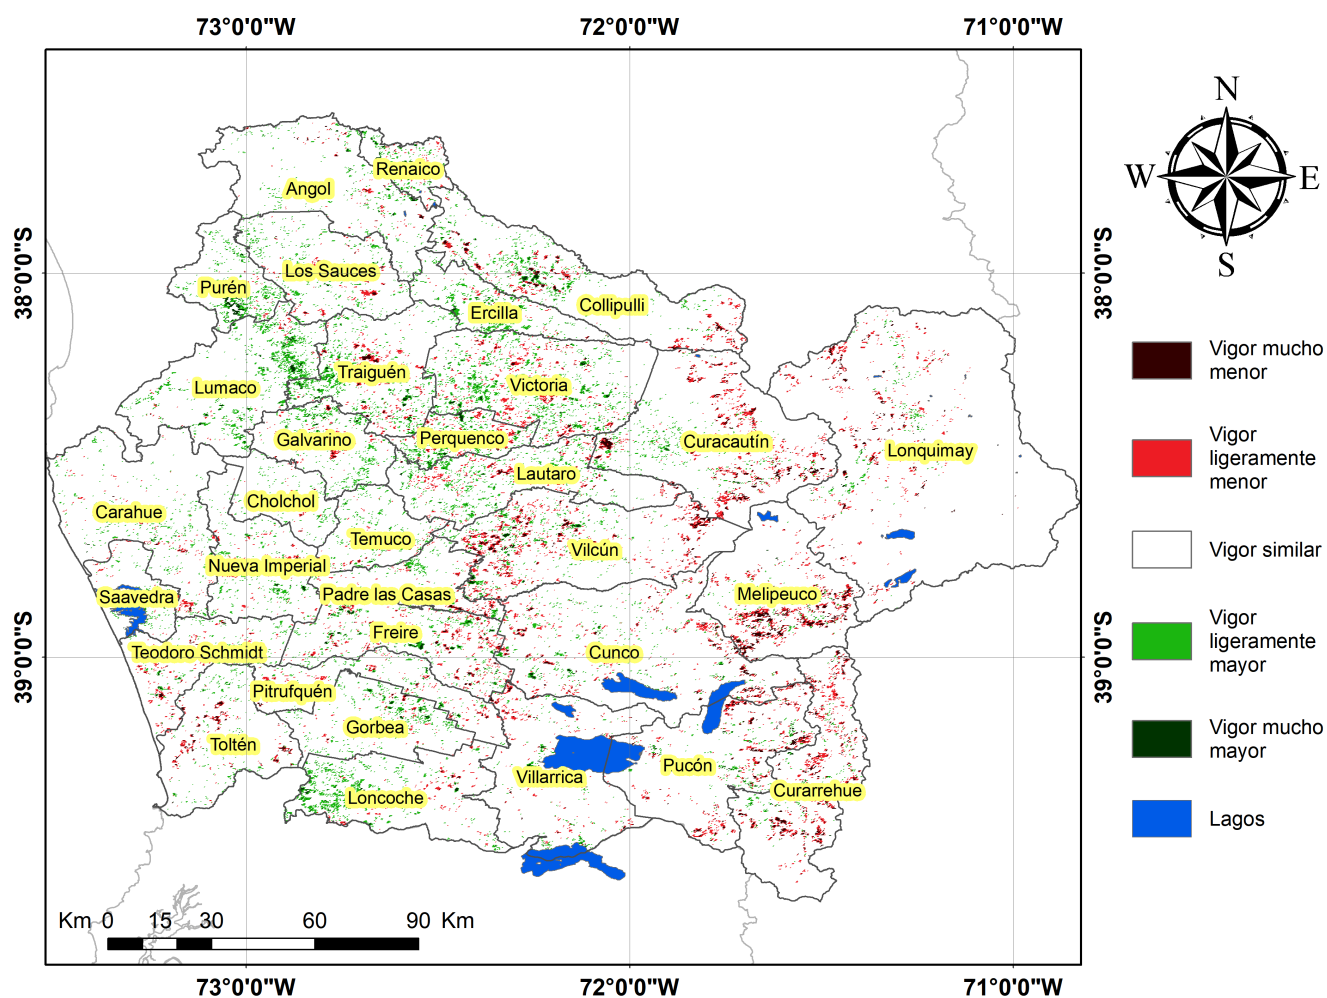 73°0'0"W 72°0'0"W 71°0'0"W
N
W E
S
38°0'0"S 38°0'0"S
39°0'0"S 39°0'0"S
Renaico
Angol
Los Sauces
Purén
Collipulli
Ercilla
Traiguén
Victoria
Lumaco
Galvarino
Perquenco
Curacautín
Lonquimay
Lautaro
Cholchol
Carahue
Temuco
Vilcún
Nueva Imperial
Saavedra
Padre las Casas
Melipeuco
Freire
Teodoro Schmidt
Cunco
Pitrufquén
Gorbea
Toltén
Pucón
Villarrica
Curarrehue
Loncoche
Vigor mucho
menor
Vigor
ligeramente
menor
Vigor similar
Vigor
ligeramente
mayor
Vigor mucho
mayor
Lagos
Km 0 15 30 60 90 Km
73°0'0"W 72°0'0"W 71°0'0"W